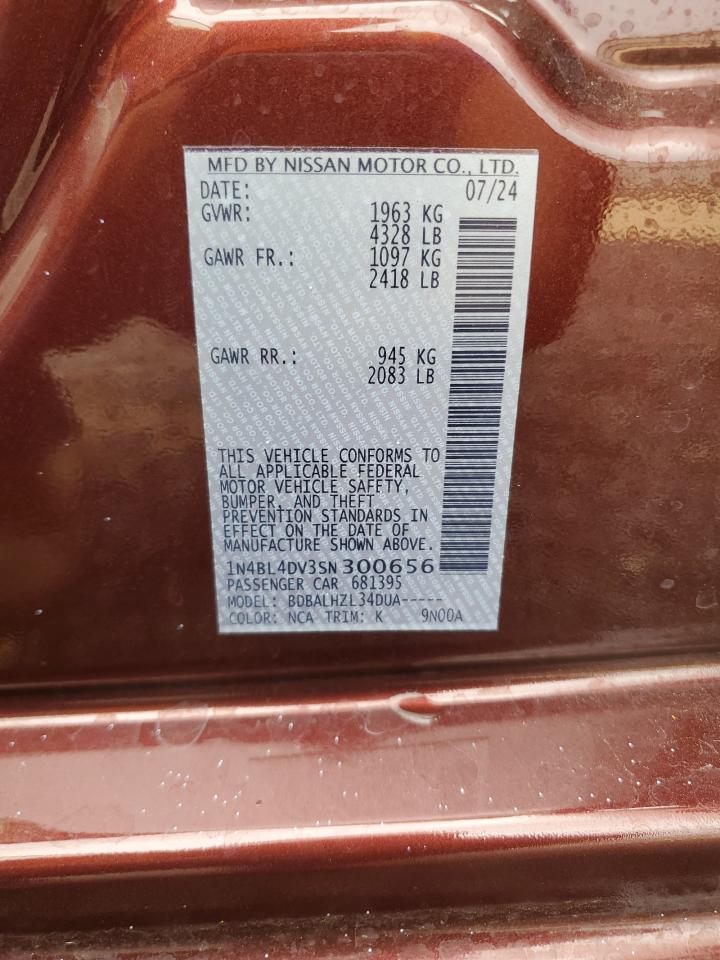 MFD BY NISSAN MOTOR CO., LTD.
DATE: 07/24
GVWR: 1963 KG
4328 LB
GAWR FR.: 1097 KG
2418 LB
GAWR RR.: 945 KG
2083 LB
THIS VEHICLE CONFORMS TO
ALL APPLICABLE FEDERAL
MOTOR VEHICLE SAFETY,
BUMPER, AND THEFT
PREVENTION STANDARDS IN
EFFECT ON THE DATE OF
MANUFACTURE SHOWN ABOVE.
1N4BL4DV3SN300656
PASSENGER CAR 681395
MODEL: BDBALHZL34DUA-----
COLOR: NCA TRIM: K 9N00A